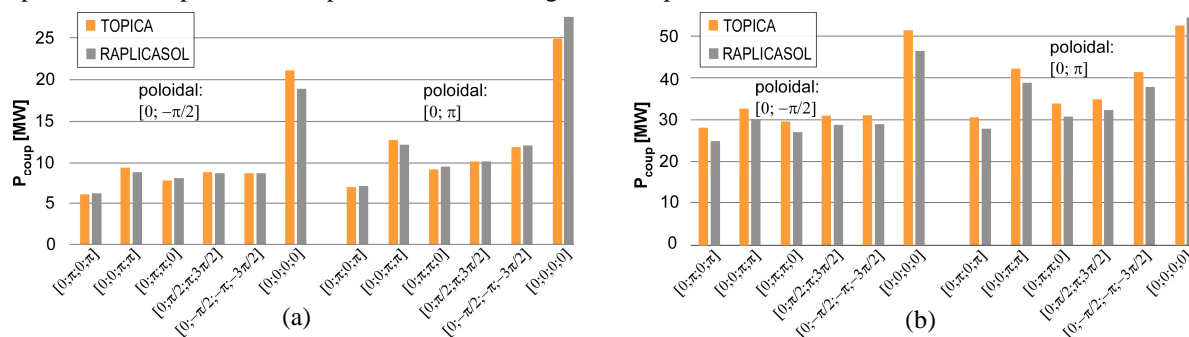 TOPICA
RAPLICASOL
P_coup [MW]
25
20
15
10
5
0
poloidal:
[0; −π/2]
poloidal:
[0; π]
[0;π;0;π]
[0;0;π;π]
[0;π;π;0]
[0;π/2;π;3π/2]
[0;−π/2;−π,−3π/2]
[0;0;0;0]
[0;π;0;π]
[0;0;π;π]
[0;π;π;0]
[0;π/2;π;3π/2]
[0;−π/2;−π,−3π/2]
[0;0;0;0]
(a)
TOPICA
RAPLICASOL
P_coup [MW]
50
40
30
20
10
0
poloidal:
[0; −π/2]
poloidal:
[0; π]
[0;π,0;π]
[0;0;π;π]
[0;π;π;0]
[0;π/2;π;3π/2]
[0;−π/2;−π,−3π/2]
[0;0;0;0]
[0;π;0;π]
[0;0;π;π]
[0;π;π;0]
[0;π/2;π;3π/2]
[0;−π/2;−π,−3π/2]
[0;0;0;0]
(b)